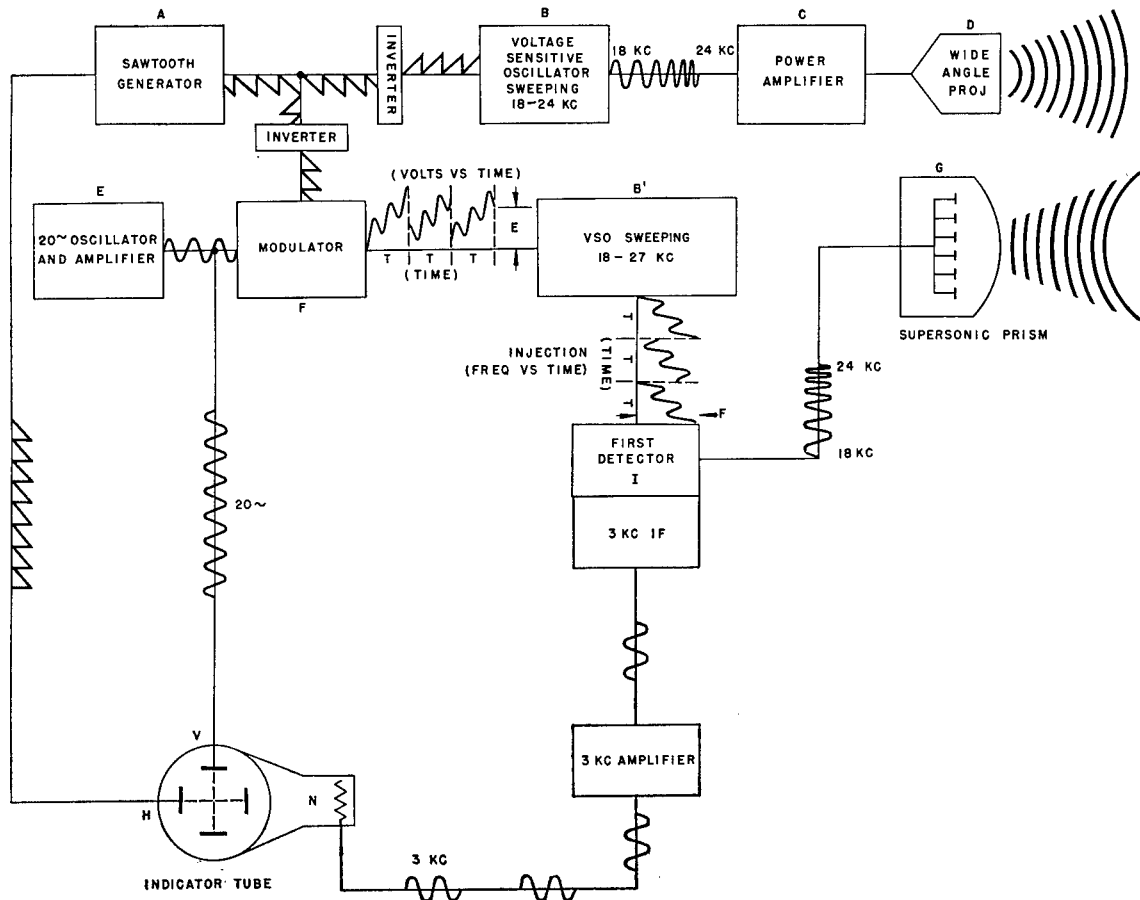 A
SAWTOOTH
GENERATOR
INVERTER
B
VOLTAGE
SENSITIVE
OSCILLATOR
SWEEPING
18-24 KC
18 KC
24 KC
C
POWER
AMPLIFIER
D
WIDE
ANGLE
PROJ
INVERTER
E
20~ OSCILLATOR
AND AMPLIFIER
MODULATOR
F
(VOLTS VS TIME)
E
T T T
(TIME)
B'
VSO SWEEPING
18-27 KC
G
SUPERSONIC PRISM
INJECTION
(FREQ VS TIME)
(TIME)
T
T
T
F
24 KC
18 KC
FIRST
DETECTOR
I
3 KC IF
20~
3 KC AMPLIFIER
V
H
N
3 KC
INDICATOR TUBE